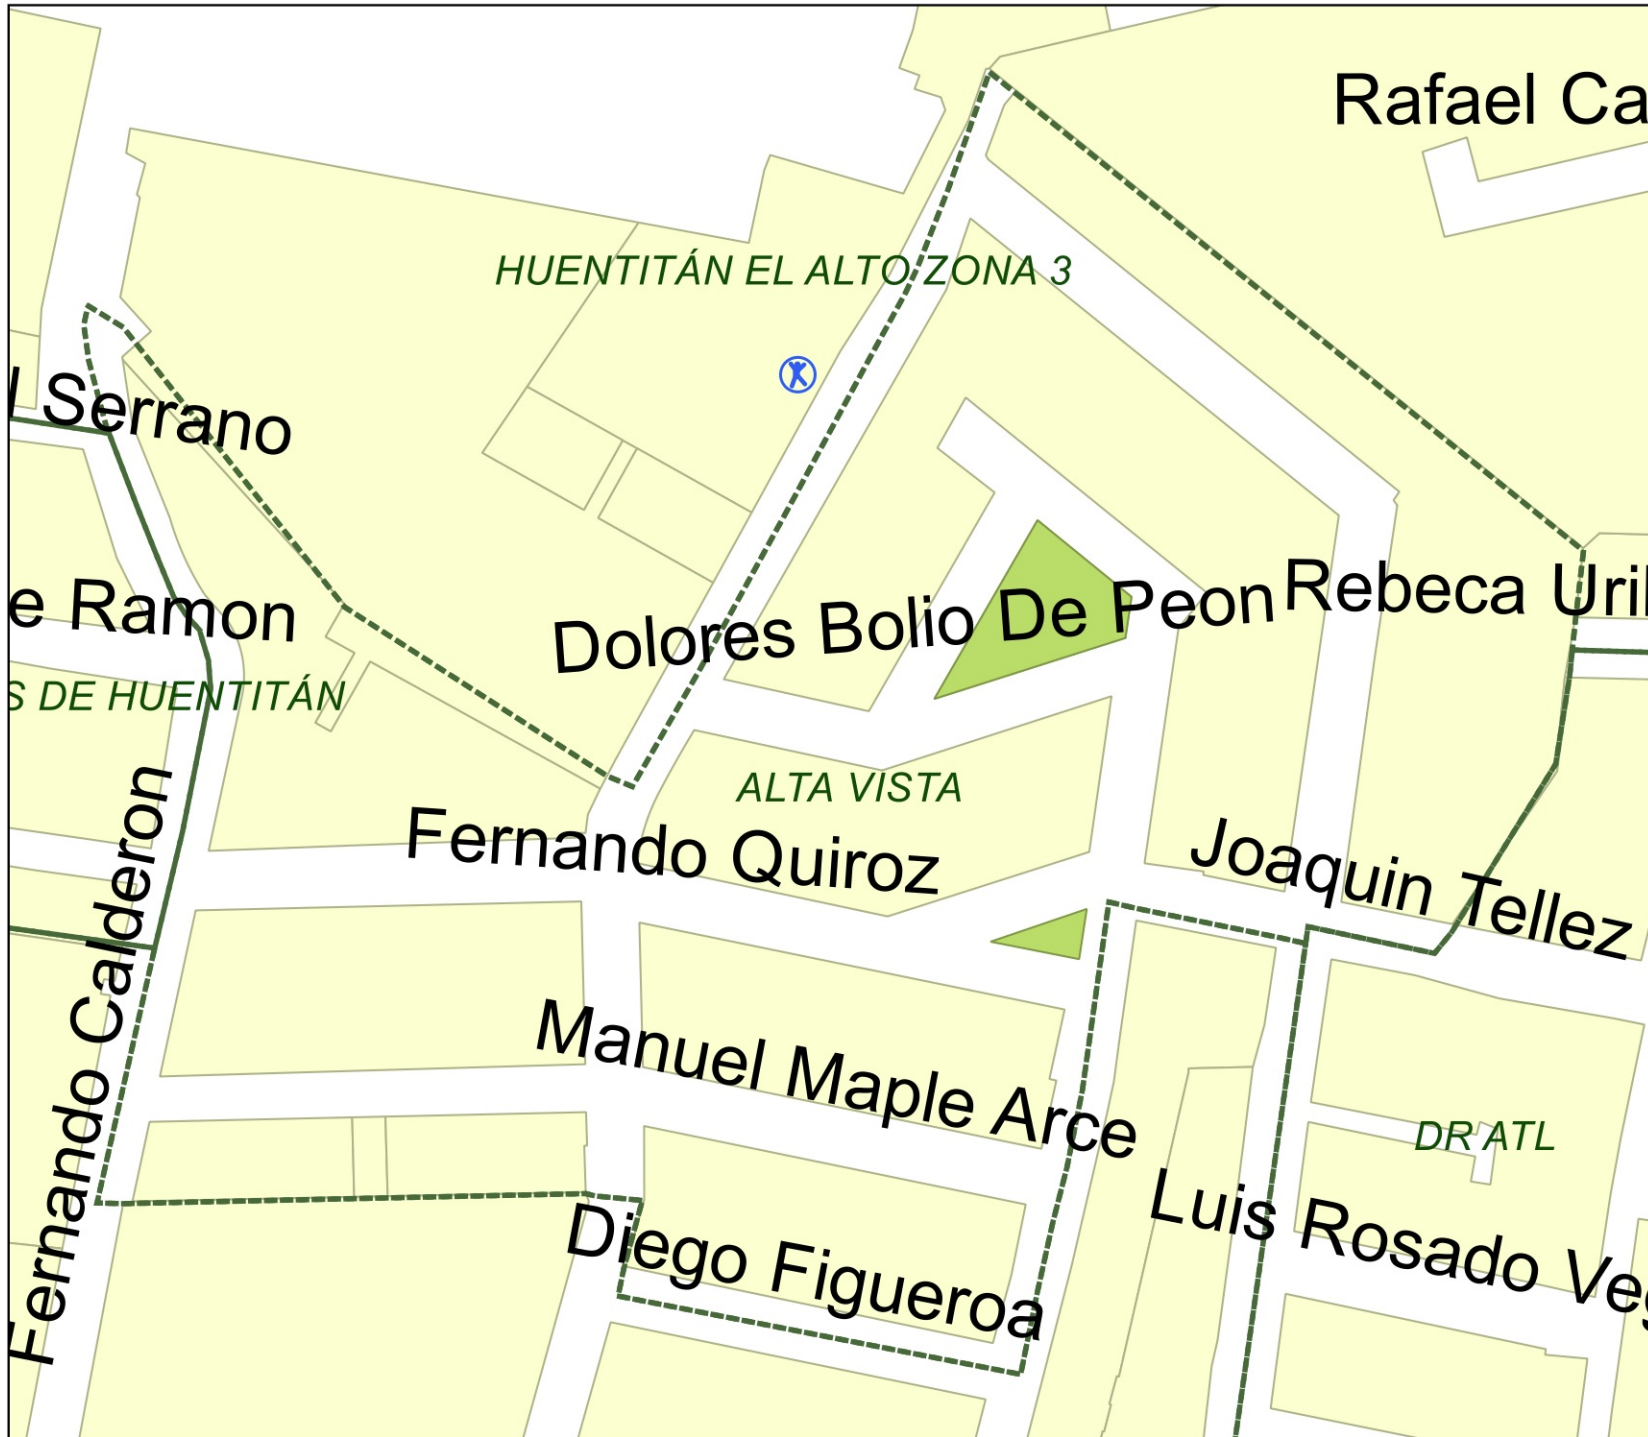 Rafael Ca
HUENTITÁN EL ALTO ZONA 3
l Serrano
e Ramon
Dolores Bolio De Peon
Rebeca Uri
S DE HUENTITÁN
ALTA VISTA
Fernando Quiroz
Joaquin Tellez
Fernando Calderon
Manuel Maple Arce
DR ATL
Luis Rosado Veg
Diego Figueroa